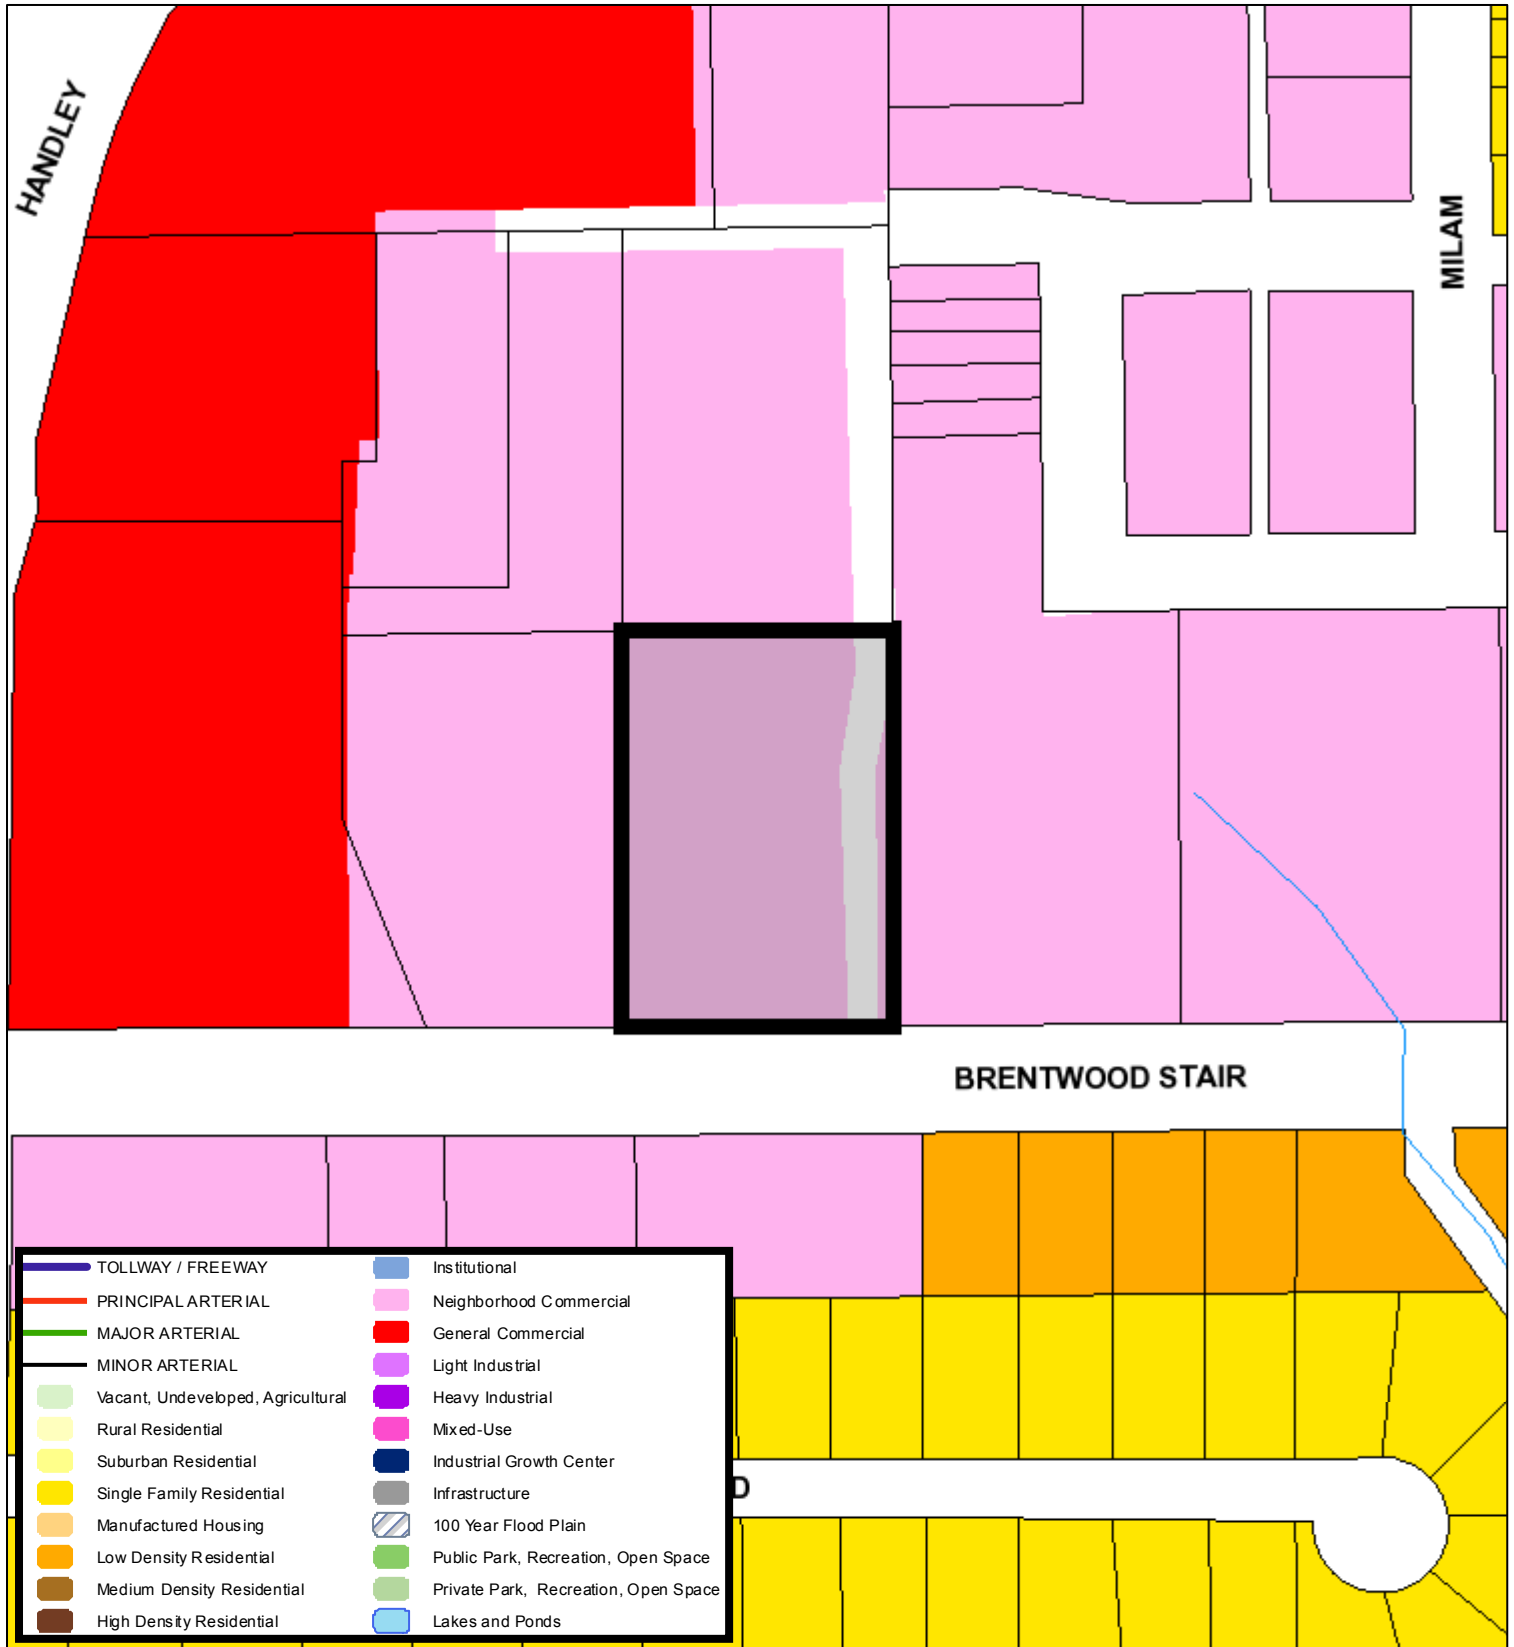 HANDLEY
MILAM
BRENTWOOD STAIR
D
TOLLWAY / FREEWAY
PRINCIPAL ARTERIAL
MAJOR ARTERIAL
MINOR ARTERIAL
Vacant, Undeveloped, Agricultural
Rural Residential
Suburban Residential
Single Family Residential
Manufactured Housing
Low Density Residential
Medium Density Residential
High Density Residential
Institutional
Neighborhood Commercial
General Commercial
Light Industrial
Heavy Industrial
Mixed-Use
Industrial Growth Center
Infrastructure
100 Year Flood Plain
Public Park, Recreation, Open Space
Private Park, Recreation, Open Space
Lakes and Ponds